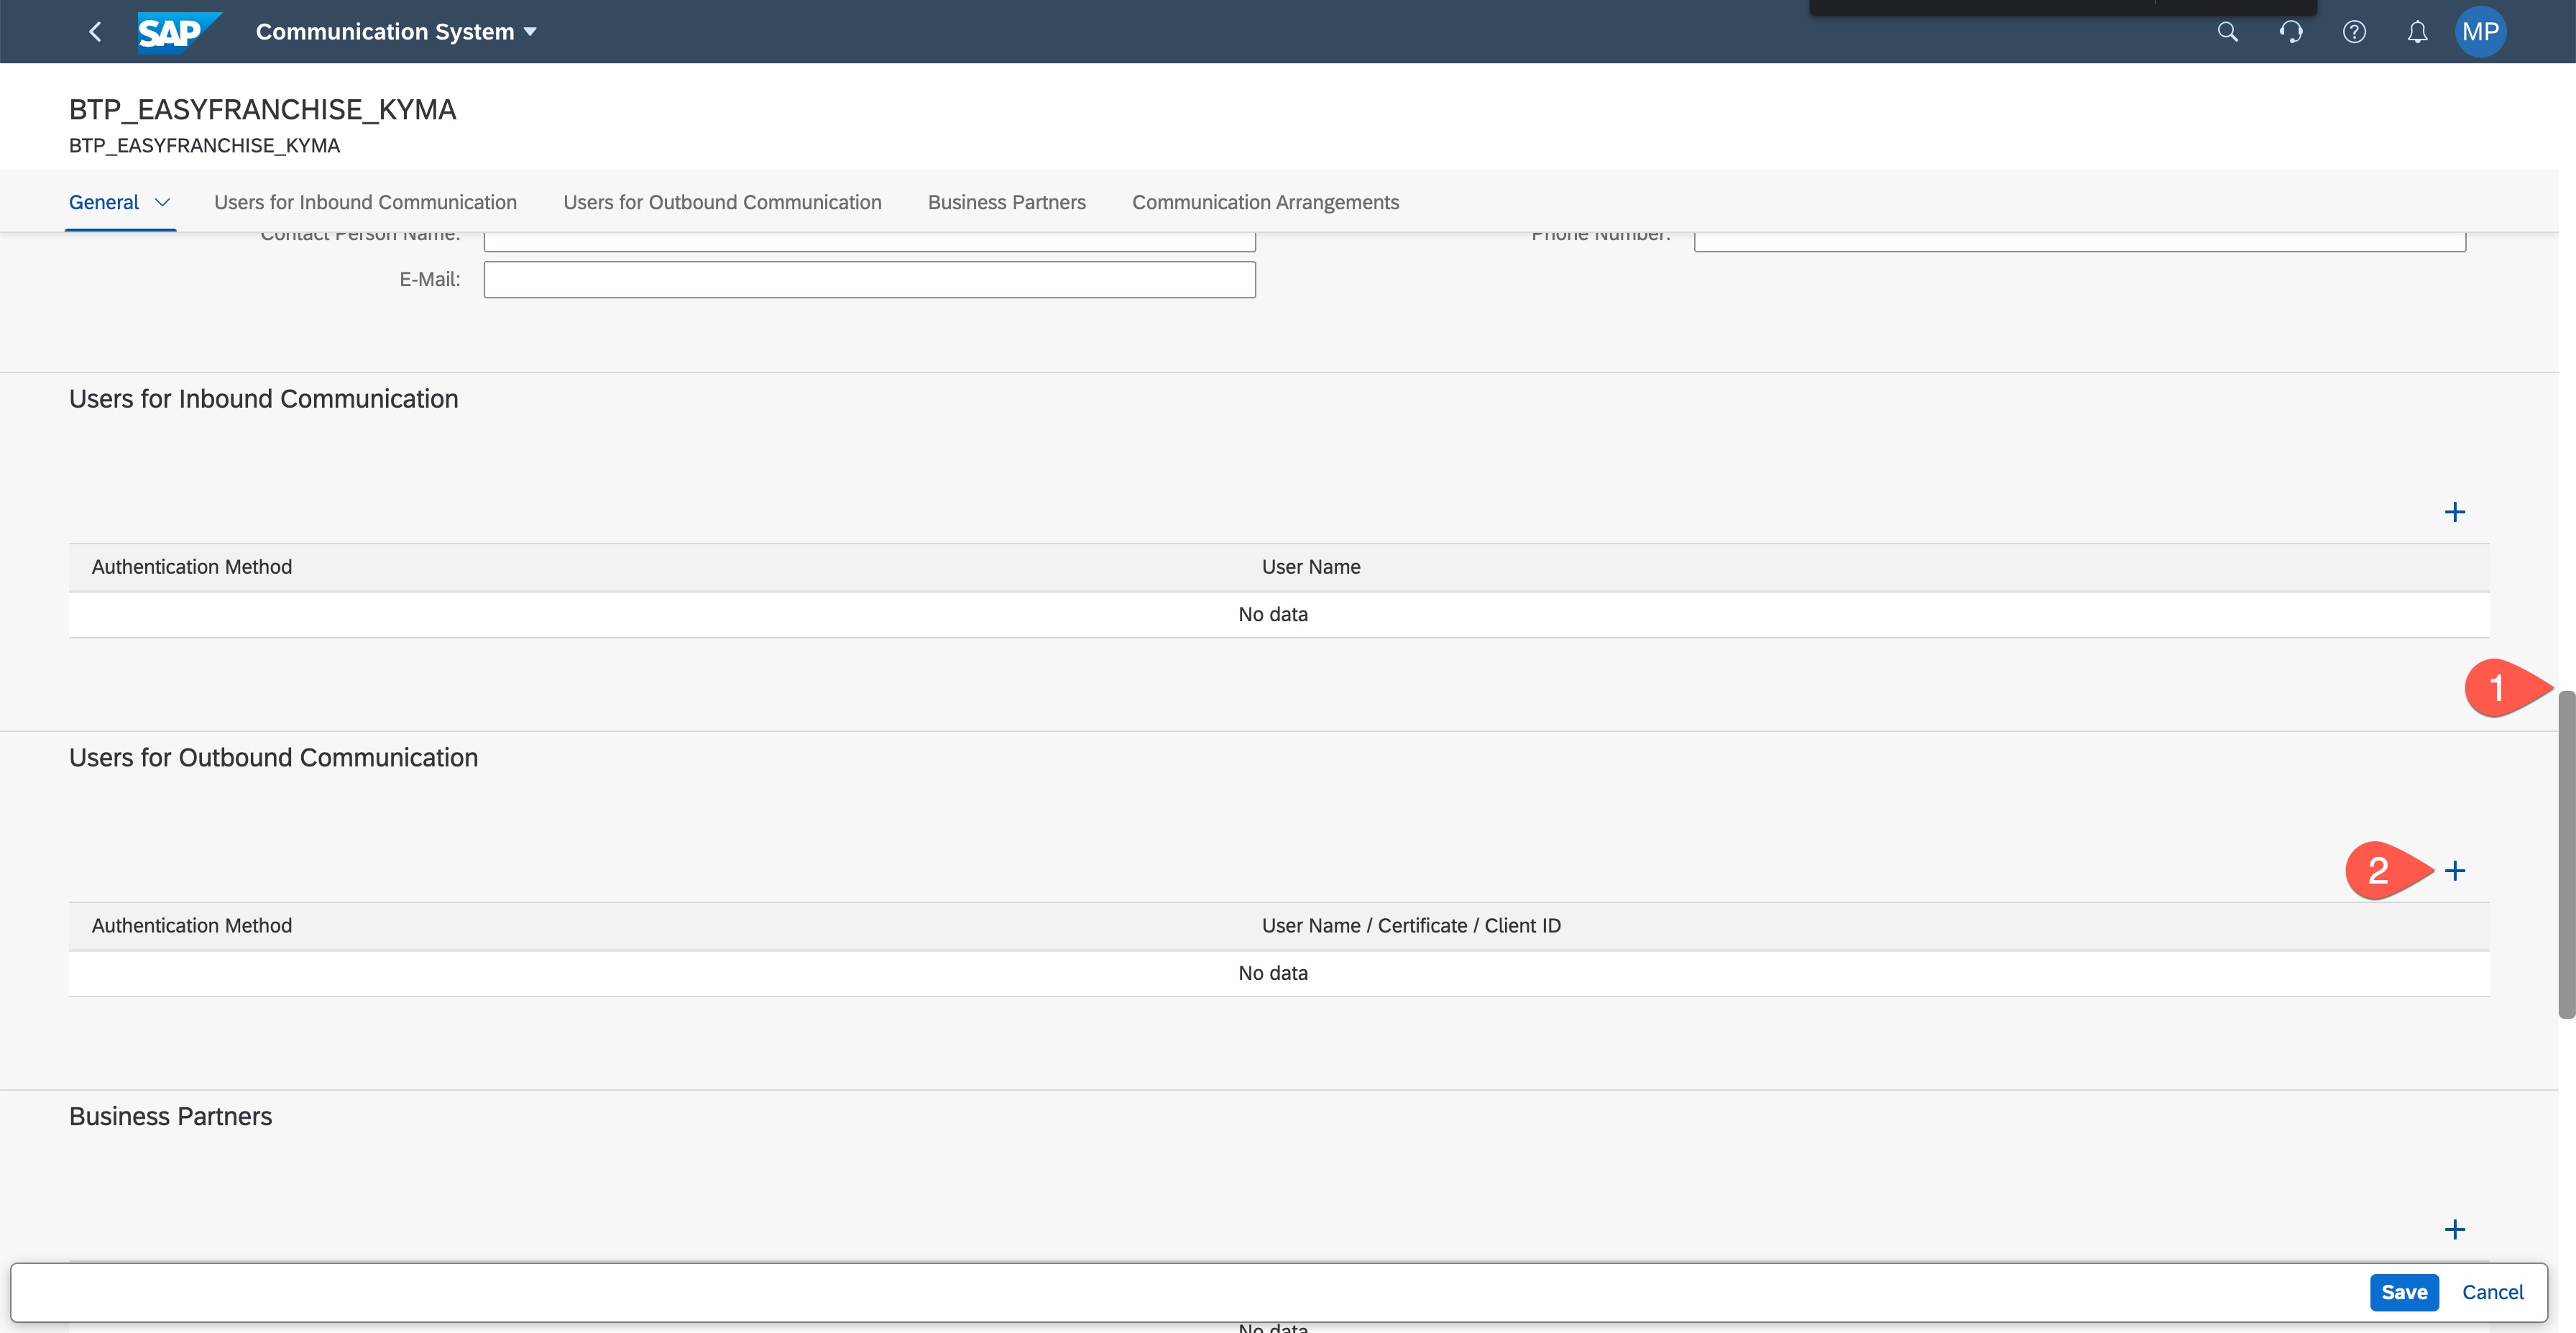 SAP Communication System
MP
BTP_EASYFRANCHISE_KYMA
BTP_EASYFRANCHISE_KYMA
General Users for Inbound Communication Users for Outbound Communication Business Partners Communication Arrangements
Contact Person Name: Phone Number:
E-Mail:
Users for Inbound Communication
Authentication Method User Name
No data
1
Users for Outbound Communication
2
Authentication Method User Name / Certificate / Client ID
No data
Business Partners
Save Cancel
No data